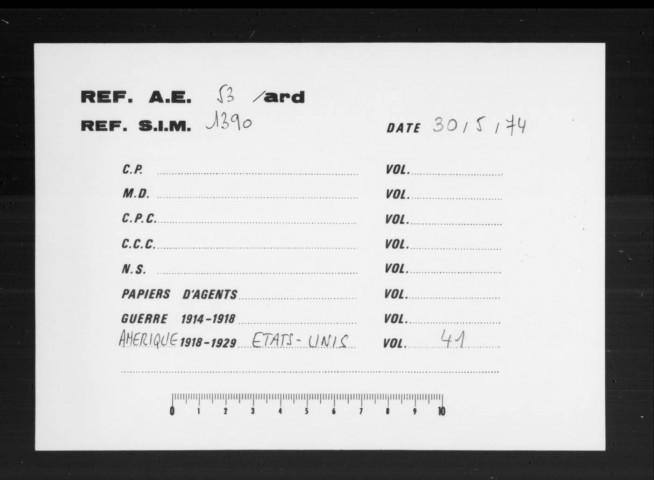 REF. A.E. 53 /ard
REF. S.I.M. 1390 DATE 30/5/74
C.P. VOL.
M.D. VOL.
C.P.C. VOL.
C.C.C. VOL.
N.S. VOL.
PAPIERS D'AGENTS VOL.
GUERRE 1914-1918 VOL.
AMERIQUE 1918-1929 ETATS-UNIS VOL. 41
0 1 2 3 4 5 6 7 8 9 10